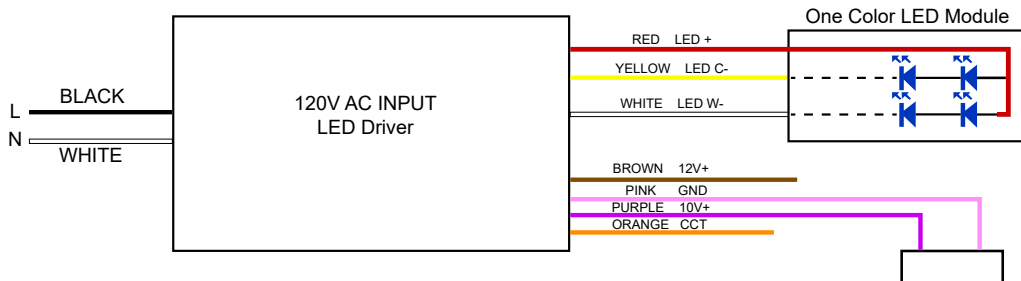 One Color LED Module
RED LED +
YELLOW LED C-
WHITE LED W-
L BLACK
N WHITE
120V AC INPUT
LED Driver
BROWN 12V+
PINK GND
PURPLE 10V+
ORANGE CCT